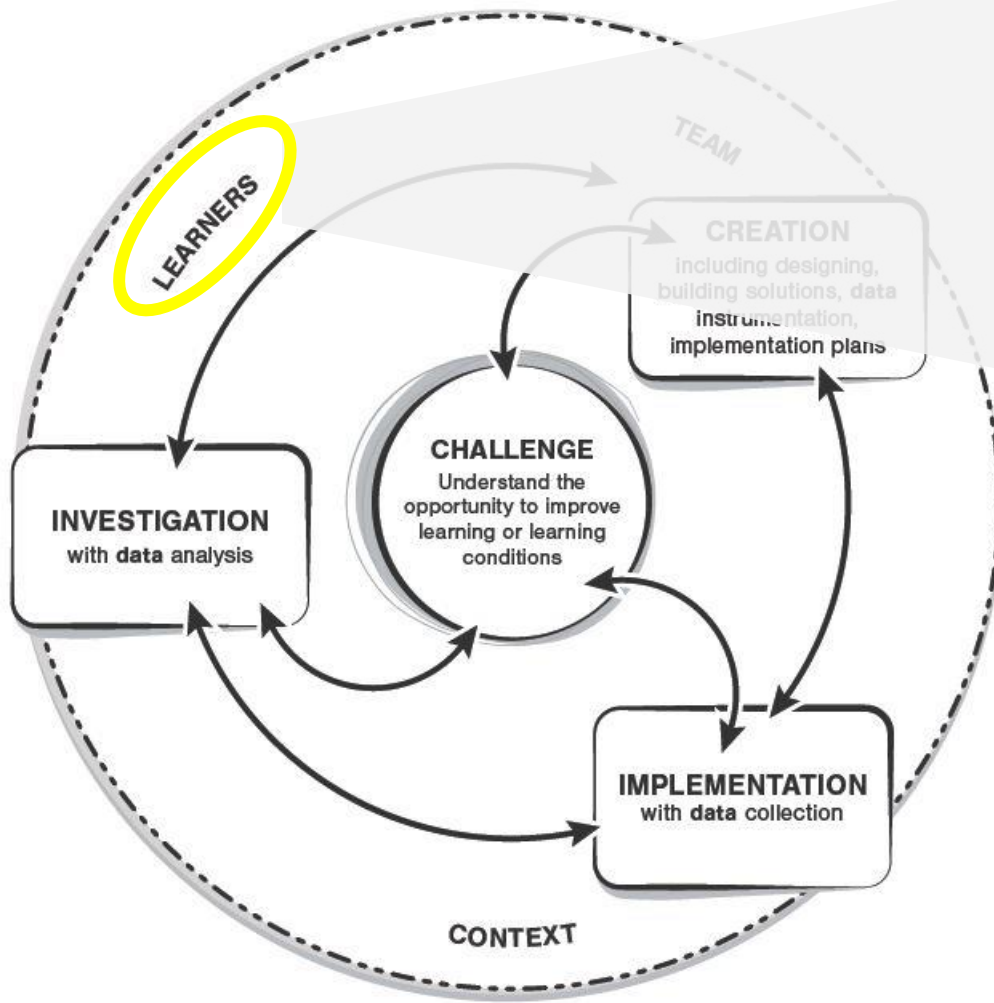 TEAM
LEARNERS
CREATION
including designing,
building solutions, data
instrumentation,
implementation plans
CHALLENGE
Understand the
opportunity to improve
learning or learning
conditions
INVESTIGATION
with data analysis
IMPLEMENTATION
with data collection
CONTEXT